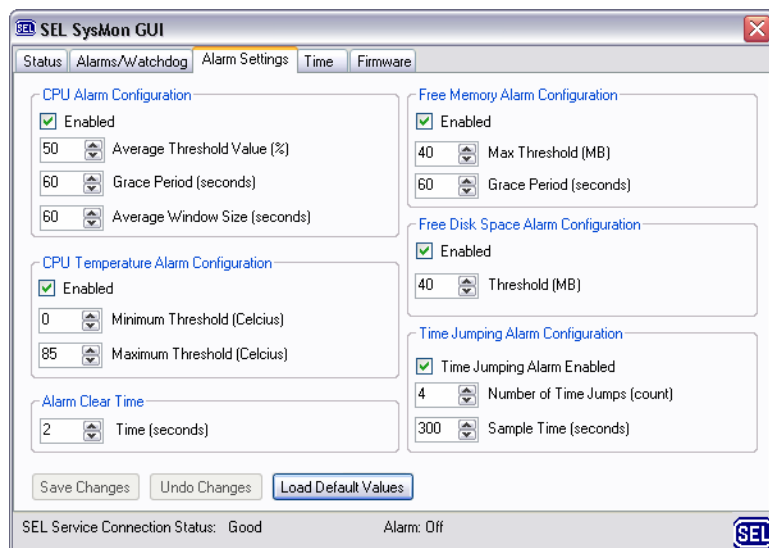 SEL SEL SysMon GUI
Status Alarms/Watchdog Alarm Settings Time Firmware
CPU Alarm Configuration
Enabled
50 Average Threshold Value (%)
60 Grace Period (seconds)
60 Average Window Size (seconds)
CPU Temperature Alarm Configuration
Enabled
0 Minimum Threshold (Celcius)
85 Maximum Threshold (Celcius)
Alarm Clear Time
2 Time (seconds)
Free Memory Alarm Configuration
Enabled
40 Max Threshold (MB)
60 Grace Period (seconds)
Free Disk Space Alarm Configuration
Enabled
40 Threshold (MB)
Time Jumping Alarm Configuration
Time Jumping Alarm Enabled
4 Number of Time Jumps (count)
300 Sample Time (seconds)
Save Changes Undo Changes Load Default Values
SEL Service Connection Status: Good Alarm: Off SEL